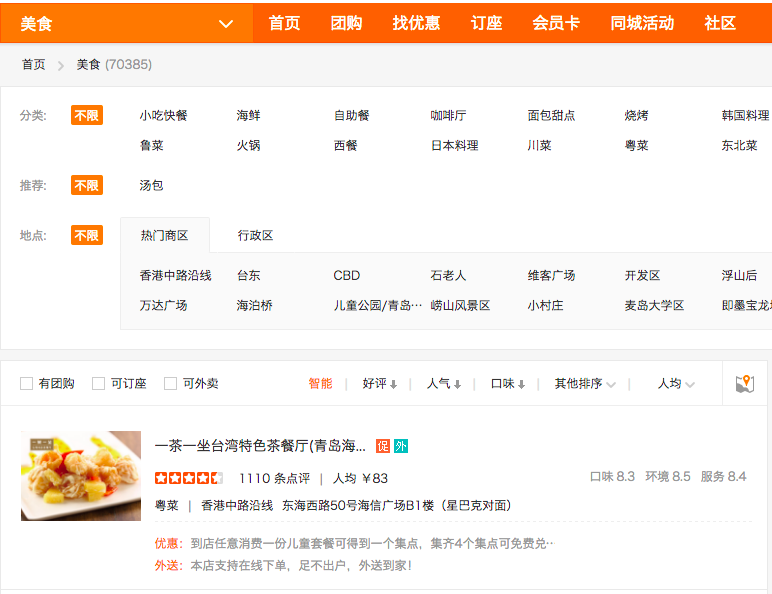 美食 首页 团购 找优惠 订座 会员卡 同城活动 社区
首页 美食 (70385)
分类: 不限 小吃快餐 海鲜 自助餐 咖啡厅 面包甜点 烧烤 韩国料理
鲁菜 火锅 西餐 日本料理 川菜 粤菜 东北菜
推荐: 不限 汤包
地点: 不限 热门商区 行政区
香港中路沿线 台东 CBD 石老人 维客广场 开发区 浮山后
万达广场 海泊桥 儿童公园/青岛… 崂山风景区 小村庄 麦岛大学区 即墨宝龙城
有团购 可订座 可外卖 智能 | 好评 | 人气 | 口味 | 其他排序 | 人均
一茶一坐台湾特色茶餐厅(青岛海... 促 外
1110 条点评 | 人均 ￥83 口味 8.3 环境 8.5 服务 8.4
粤菜 | 香港中路沿线 东海西路50号海信广场B1楼（星巴克对面）
优惠：到店任意消费一份儿童套餐可得到一个集点，集齐4个集点可免费兑…
外送：本店支持在线下单，足不出户，外送到家！